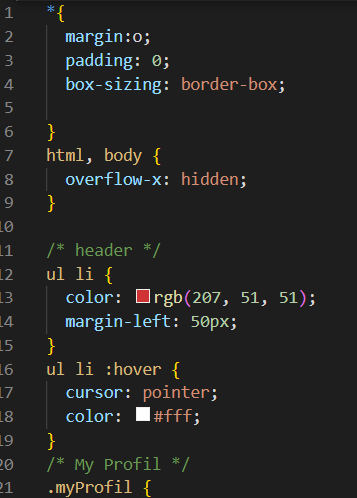 1 *{
2 margin:o;
3 padding: 0;
4 box-sizing: border-box;
5
6 }
7 html, body {
8 overflow-x: hidden;
9 }
10
11 /* header */
12 ul li {
13 color: rgb(207, 51, 51);
14 margin-left: 50px;
15 }
16 ul li :hover {
17 cursor: pointer;
18 color: #fff;
19 }
20 /* My Profil */
21 .myProfil {